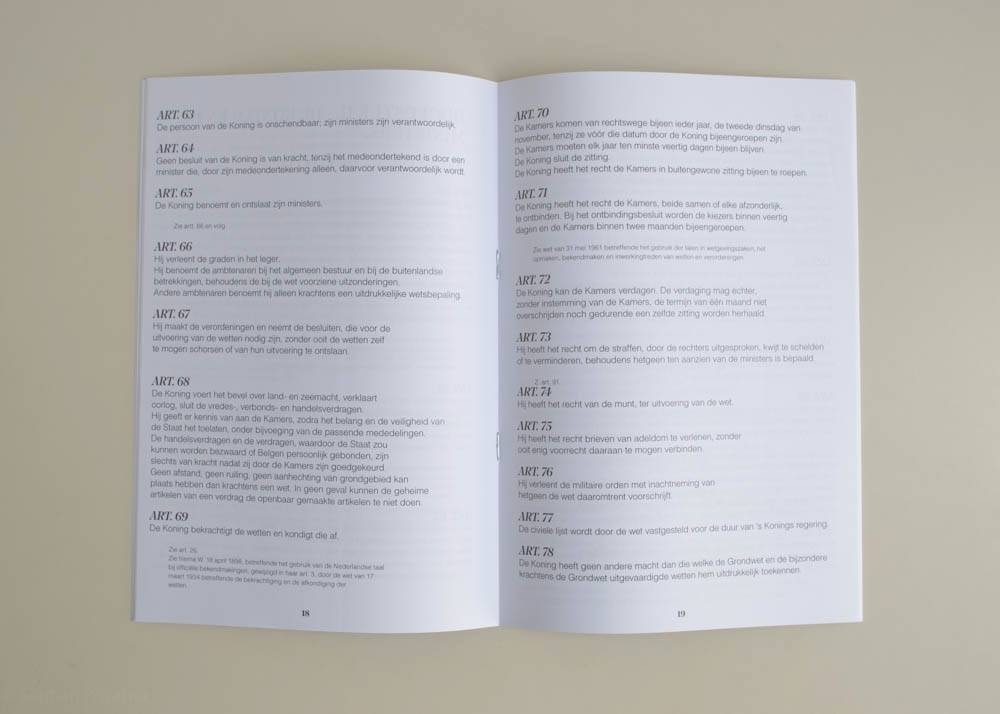 ART. 63
De persoon van de Koning is onschendbaar; zijn ministers zijn verantwoordelijk.
ART. 64
Geen besluit van de Koning is van kracht, tenzij het medeondertekend is door een
minister die, door zijn medeondertekening alleen, daarvoor verantwoordelijk wordt.
ART. 65
De Koning benoemt en ontslaat zijn ministers.
Zie artt. 86 en volg.
ART. 66
Hij verleent de graden in het leger.
Hij benoemt de ambtenaren bij het algemeen bestuur en bij de buitenlandse
betrekkingen, behoudens de bij de wet voorziene uitzonderingen.
Andere ambtenaren benoemt hij alleen krachtens een uitdrukkelijke wetsbepaling.
ART. 67
Hij maakt de verordeningen en neemt de besluiten, die voor de
uitvoering van de wetten nodig zijn, zonder ooit de wetten zelf
te mogen schorsen of van hun uitvoering te ontslaan.
ART. 68
De Koning voert het bevel over land- en zeemacht, verklaart
oorlog, sluit de vredes-, verbonds- en handelsverdragen.
Hij geeft er kennis van aan de Kamers, zodra het belang en de veiligheid van
de Staat het toelaten, onder bijvoeging van de passende mededelingen.
De handelsverdragen en de verdragen, waardoor de Staat zou
kunnen worden bezwaard of Belgen persoonlijk gebonden, zijn
slechts van kracht nadat zij door de Kamers zijn goedgekeurd.
Geen afstand, geen ruiling, geen aanhechting van grondgebied kan
plaats hebben dan krachtens een wet. In geen geval kunnen de geheime
artikelen van een verdrag de openbaar gemaakte artikelen te niet doen.
ART. 69
De Koning bekrachtigt de wetten en kondigt die af.
Zie art. 26.
W. 18 april 1898, betreffende het gebruik van de Nederlandse taal
bij officiële bekendmakingen, gewijzigd in haar art. 3, door de wet van 17
maart 1934 betreffende de bekrachtiging en de afkondiging der
wetten.
18
ART. 70
De Kamers komen van rechtswege bijeen ieder jaar, de tweede dinsdag van
november, tenzij ze vóór die datum door de Koning bijeengeroepen zijn.
De Kamers moeten elk jaar ten minste veertig dagen bijeen blijven.
De Koning sluit de zitting.
De Koning heeft het recht de Kamers in buitengewone zitting bijeen te roepen.
ART. 71
De Koning heeft het recht de Kamers, beide samen of elke afzonderlijk,
te ontbinden. Bij het ontbindingsbesluit worden de kiezers binnen veertig
dagen en de Kamers binnen twee maanden bijeengeroepen.
Zie wet van 31 mei 1961 betreffende het gebruik der talen in wetgevingszaken, het
opmaken, bekendmaken en inwerkingtreden van wetten en verordeningen.
ART. 72
De Koning kan de Kamers verdagen. De verdaging mag echter,
zonder instemming van de Kamers, de termijn van één maand niet
overschrijden noch gedurende een zelfde zitting worden herhaald.
ART. 73
Hij heeft het recht om de straffen, door de rechters uitgesproken, kwijt te schelden
of te verminderen, behoudens hetgeen ten aanzien van de ministers is bepaald.
Z. art. 91.
ART. 74
Hij heeft het recht van de munt, ter uitvoering van de wet.
ART. 75
Hij heeft het recht brieven van adeldom te verlenen, zonder
ooit enig voorrecht daaraan te mogen verbinden.
ART. 76
Hij verleent de militaire orden met inachtneming van
hetgeen de wet daaromtrent voorschrijft.
ART. 77
De civiele lijst wordt door de wet vastgesteld voor de duur van 's Konings regering.
ART. 78
De Koning heeft geen andere macht dan die welke de Grondwet en de bijzondere
krachtens de Grondwet uitgevaardigde wetten hem uitdrukkelijk toekennen.
19